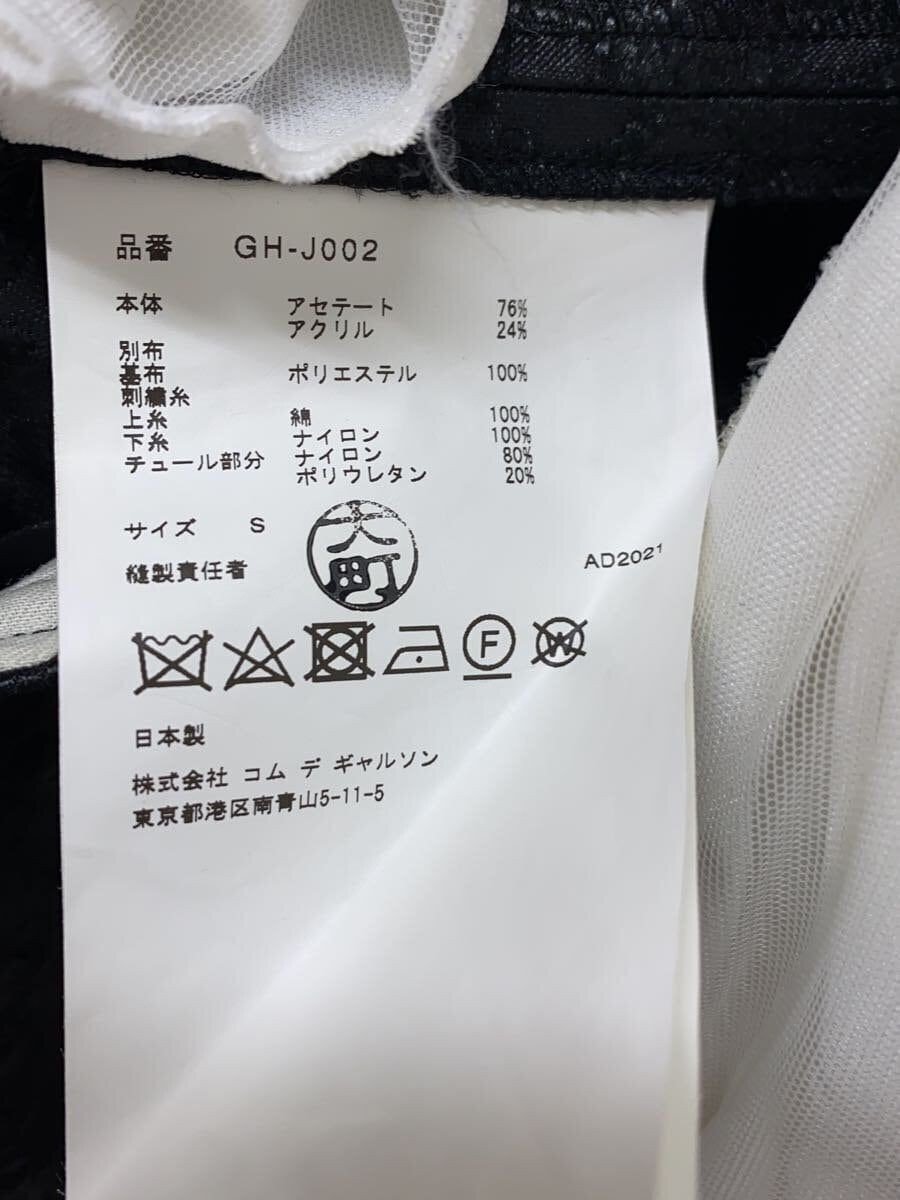 品番 GH-J002
本体 アセテート 76%
アクリル 24%
別布
基布 ポリエステル 100%
刺繍糸
上糸 綿 100%
下糸 ナイロン 100%
チュール部分 ナイロン 80%
ポリウレタン 20%
サイズ S
大町
縫製責任者
AD2021
F
W
日本製
株式会社 コム デ ギャルソン
東京都港区南青山5-11-5